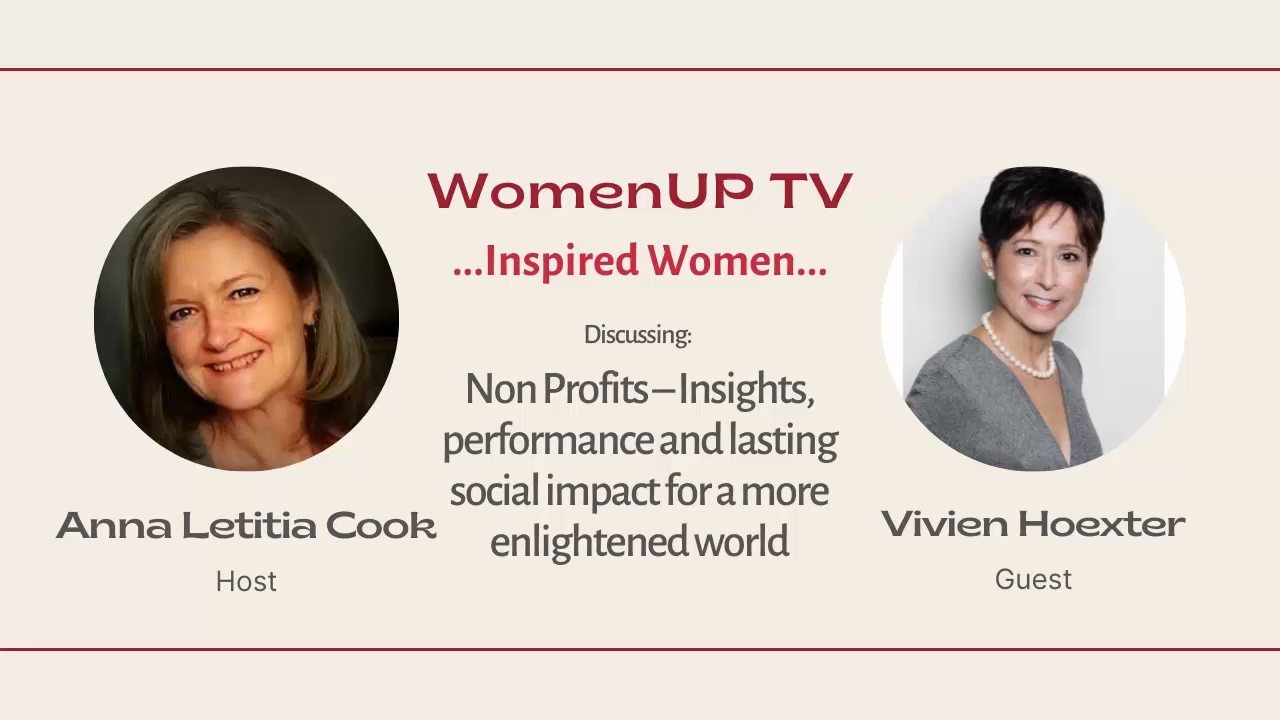 WomenUP TV
...Inspired Women...
Discussing:
Non Profits – Insights,
performance and lasting
social impact for a more
enlightened world
Anna Letitia Cook
Host
Vivien Hoexter
Guest